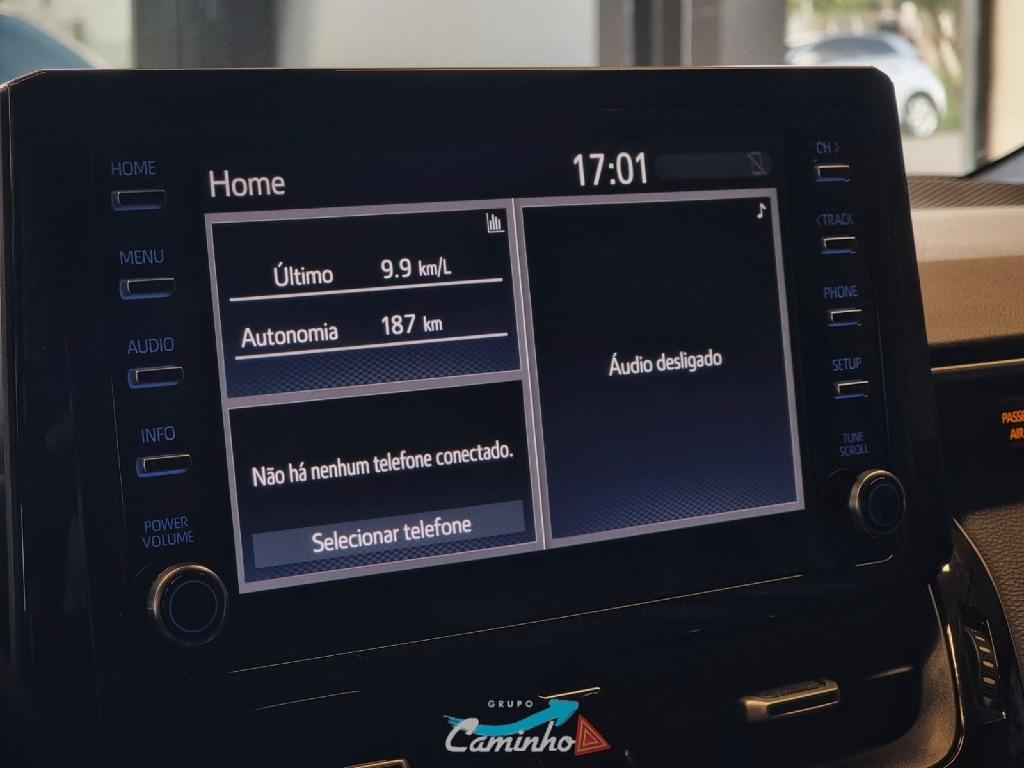 HOME
MENU
AUDIO
INFO
POWER
VOLUME
Home
17:01
Último 9.9 km/L
Autonomia 187 km
Não há nenhum telefone conectado.
Selecionar telefone
Áudio desligado
CH >
< TRACK
PHONE
SETUP
TUNE
SCROLL
GRUPO
Caminho